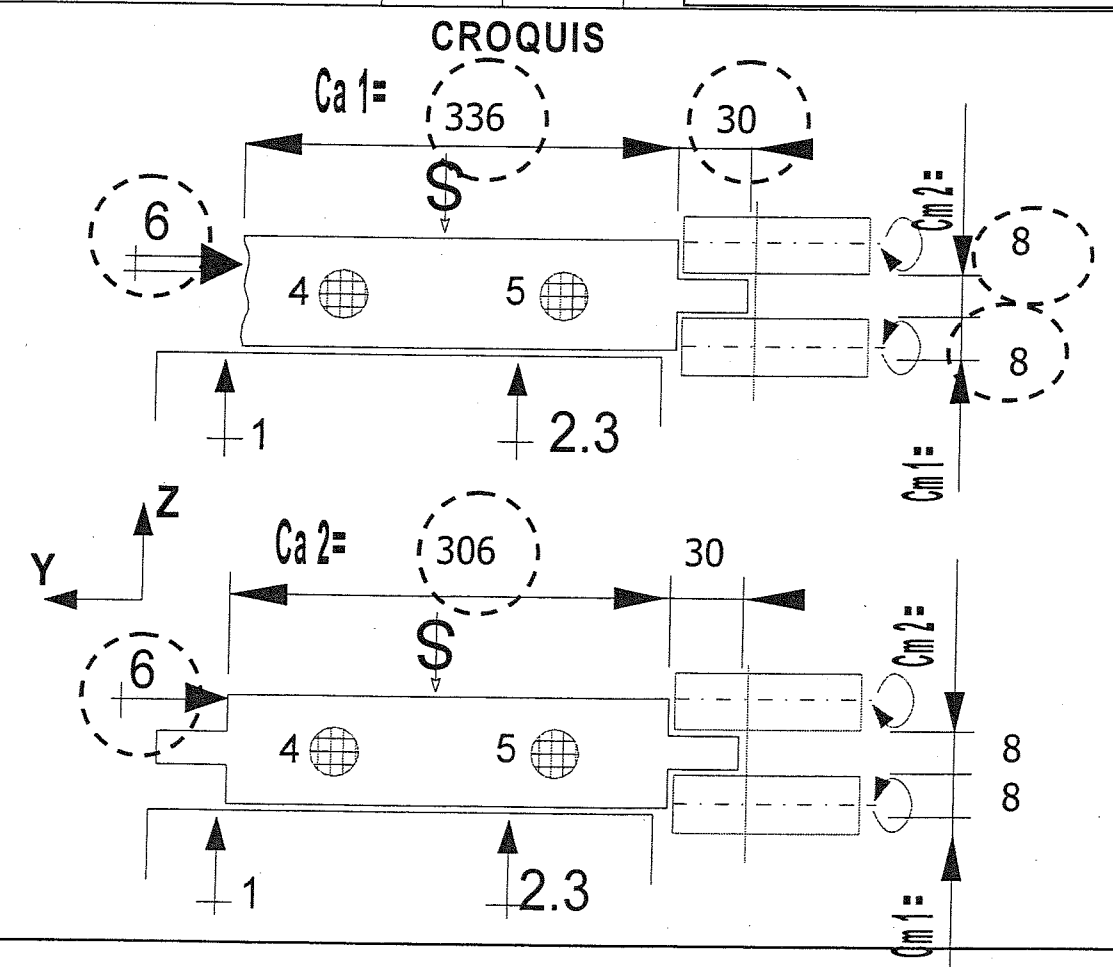 CROQUIS
Ca 1= 336 30
S
Cm 2=
6
8
4 5
8
1 2.3
Cm 1=
Z
Ca 2= 306 30
Y
S
Cm 2=
6
4 5
8
8
1 2.3
Cm 1=